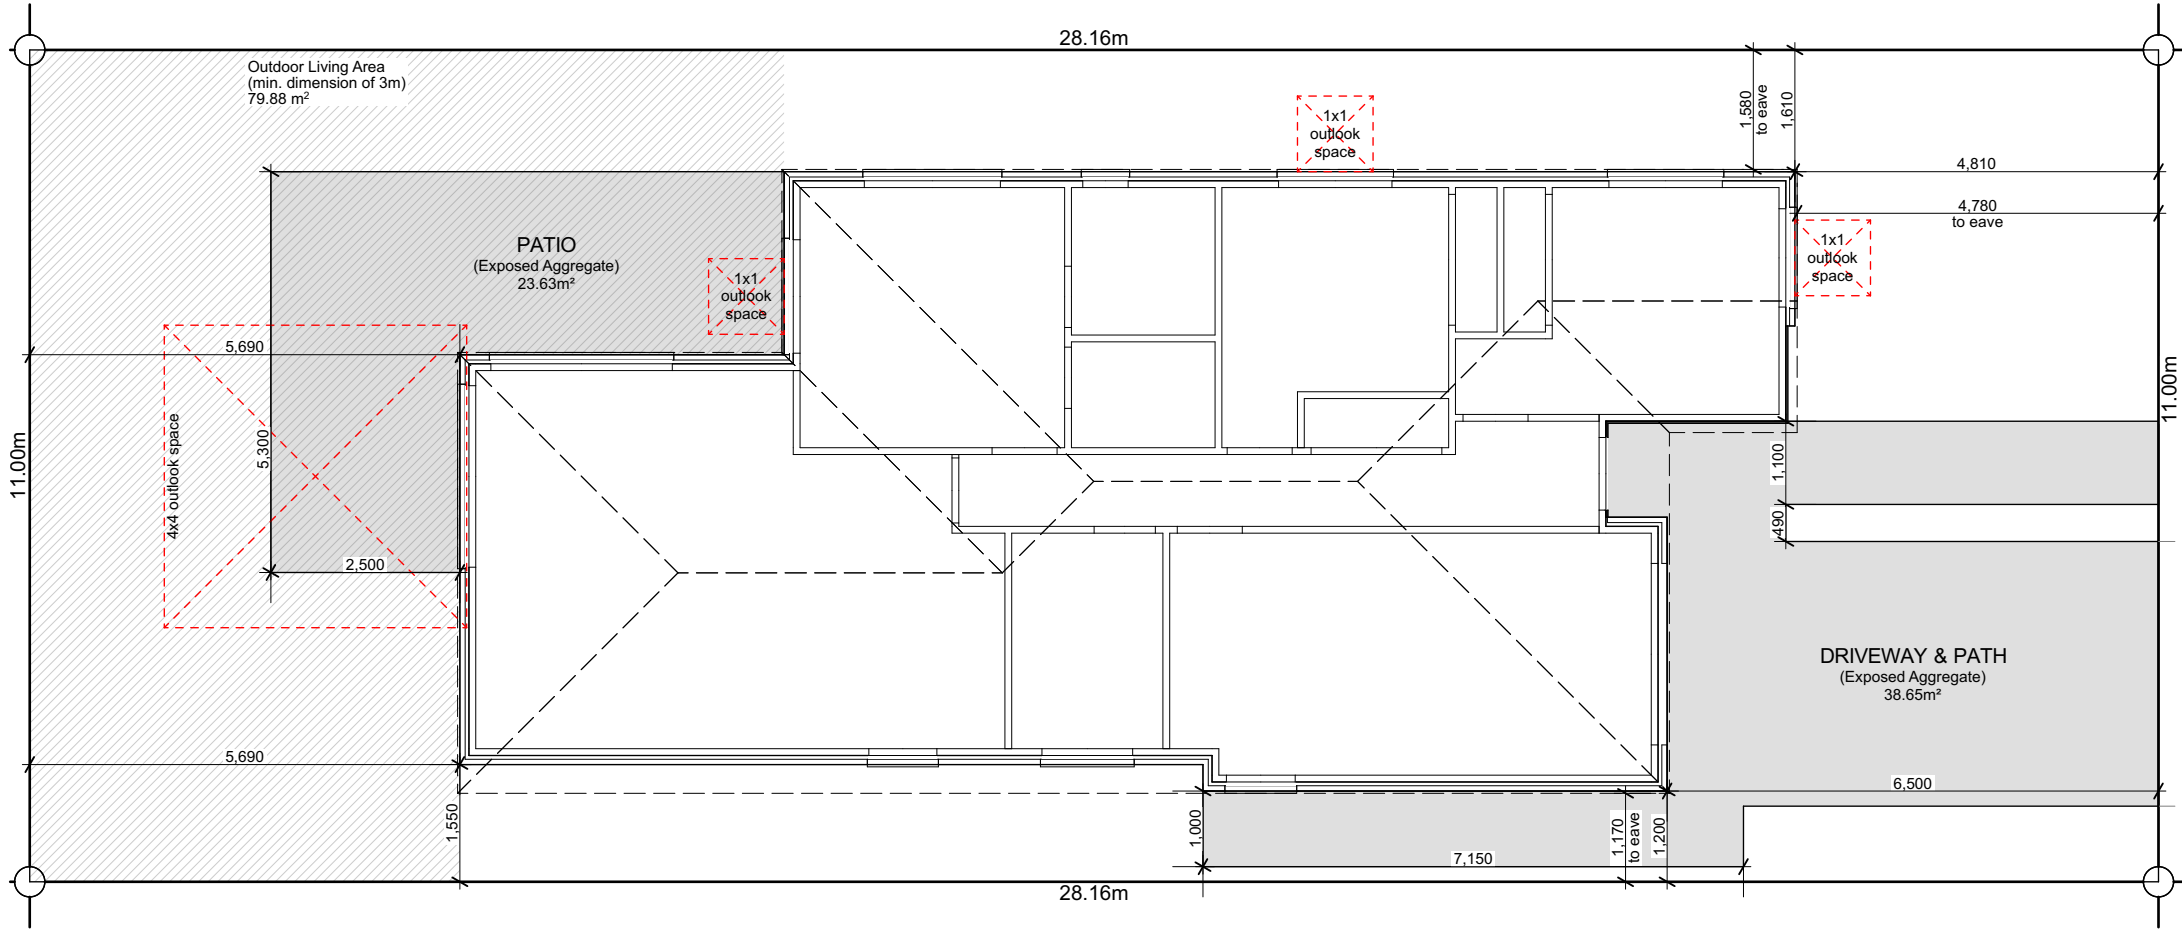 28.16m
Outdoor Living Area
(min. dimension of 3m)
79.88 m²
1,580
to eave
1,610
1x1
outlook
space
4,810
4,780
to eave
1x1
outlook
space
PATIO
(Exposed Aggregate)
23.63m²
1x1
outlook
space
5,690
4x4 outlook space
5,300
11.00m
11.00m
2,500
1,100
490
DRIVEWAY & PATH
(Exposed Aggregate)
38.65m²
5,690
6,500
1,550
1,000
1,170
to eave
1,200
7,150
28.16m